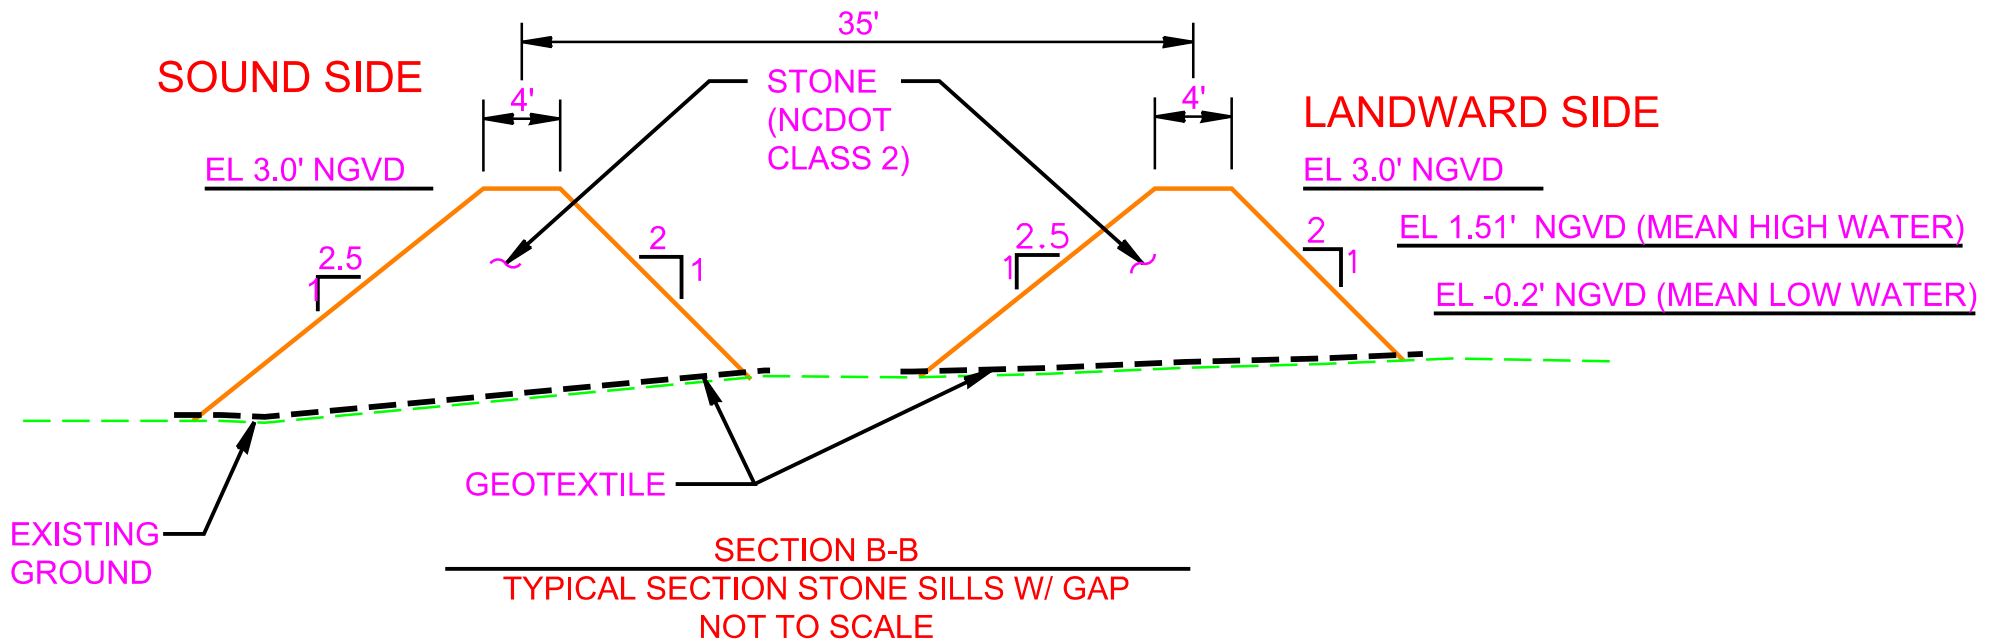 35'
SOUND SIDE
STONE
(NCDOT
CLASS 2)
4'
4'
LANDWARD SIDE
EL 3.0' NGVD
EL 3.0' NGVD
EL 1.51' NGVD (MEAN HIGH WATER)
EL -0.2' NGVD (MEAN LOW WATER)
2.5
1
2
1
2.5
1
2
1
GEOTEXTILE
EXISTING
GROUND
SECTION B-B
TYPICAL SECTION STONE SILLS W/ GAP
NOT TO SCALE